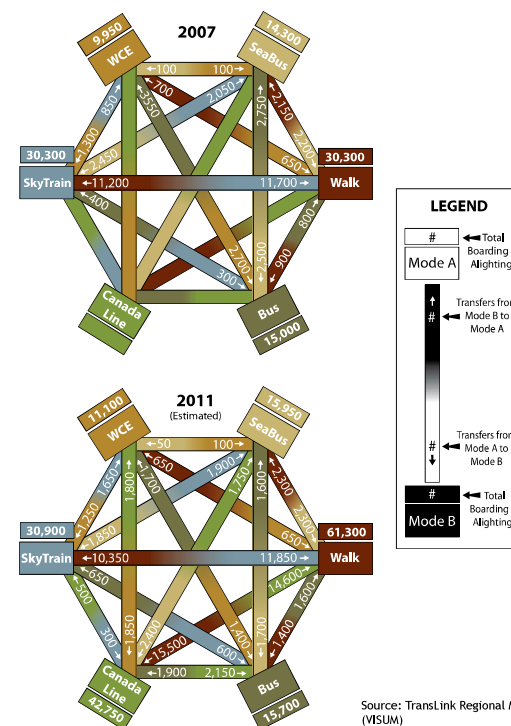 2007
9,950
WCE
14,300
SeaBus
←100
100→
←700
←3550
2,050→
2,750→
←2,150
850→
←1,300
←2,450
650→
2,200→
30,300
SkyTrain
←11,200
11,700→
30,300
Walk
←400
800→
2,700→
300→
←2,500
←900
Canada
Line
Bus
15,000
2011
(Estimated)
11,100
WCE
15,950
SeaBus
←50
100→
←650
←1,700
1,900→
1,750→
1,800→
1,600→
←2,300
1,650→
←1,250
←1,850
650→
2,300→
30,900
SkyTrain
←10,350
11,850→
61,300
Walk
←650
←500
14,600→
1,600→
300→
←1,850
←2,400
←15,500
1,400→
600→
←1,700
←1,400
←1,900
2,150→
Canada
Line
42,750
Bus
15,700
LEGEND
#
Total
Boarding
Alighting
Mode A
#
Transfers
Mode B to
Mode A
#
Transfers
Mode A to
Mode B
#
Total
Boarding
Alighting
Mode B
Source: TransLink Regional
(VISUM)